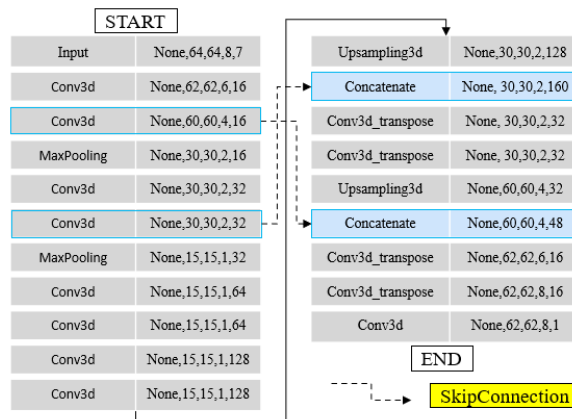 START
Input None,64,64,8,7
Conv3d None,62,62,6,16
Conv3d None,60,60,4,16
MaxPooling None,30,30,2,16
Conv3d None,30,30,2,32
Conv3d None,30,30,2,32
MaxPooling None,15,15,1,32
Conv3d None,15,15,1,64
Conv3d None,15,15,1,64
Conv3d None,15,15,1,128
Conv3d None,15,15,1,128
Upsampling3d None,30,30,2,128
Concatenate None, 30,30,2,160
Conv3d_transpose None, 30,30,2,32
Conv3d_transpose None, 30,30,2,32
Upsampling3d None,60,60,4,32
Concatenate None,60,60,4,48
Conv3d_transpose None,62,62,6,16
Conv3d_transpose None,62,62,8,16
Conv3d None,62,62,8,1
END
SkipConnection